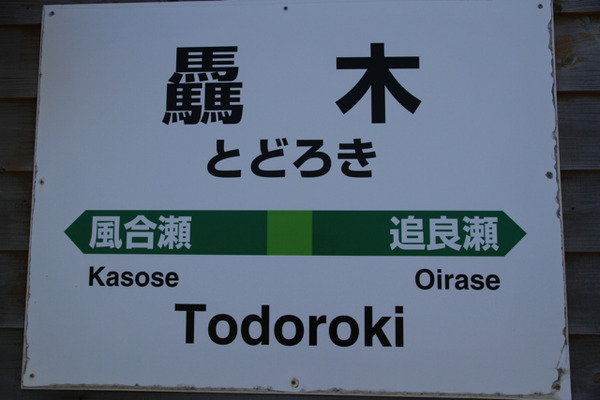 驫木
とどろき
風合瀬 追良瀬
Kasose Oirase
Todoroki